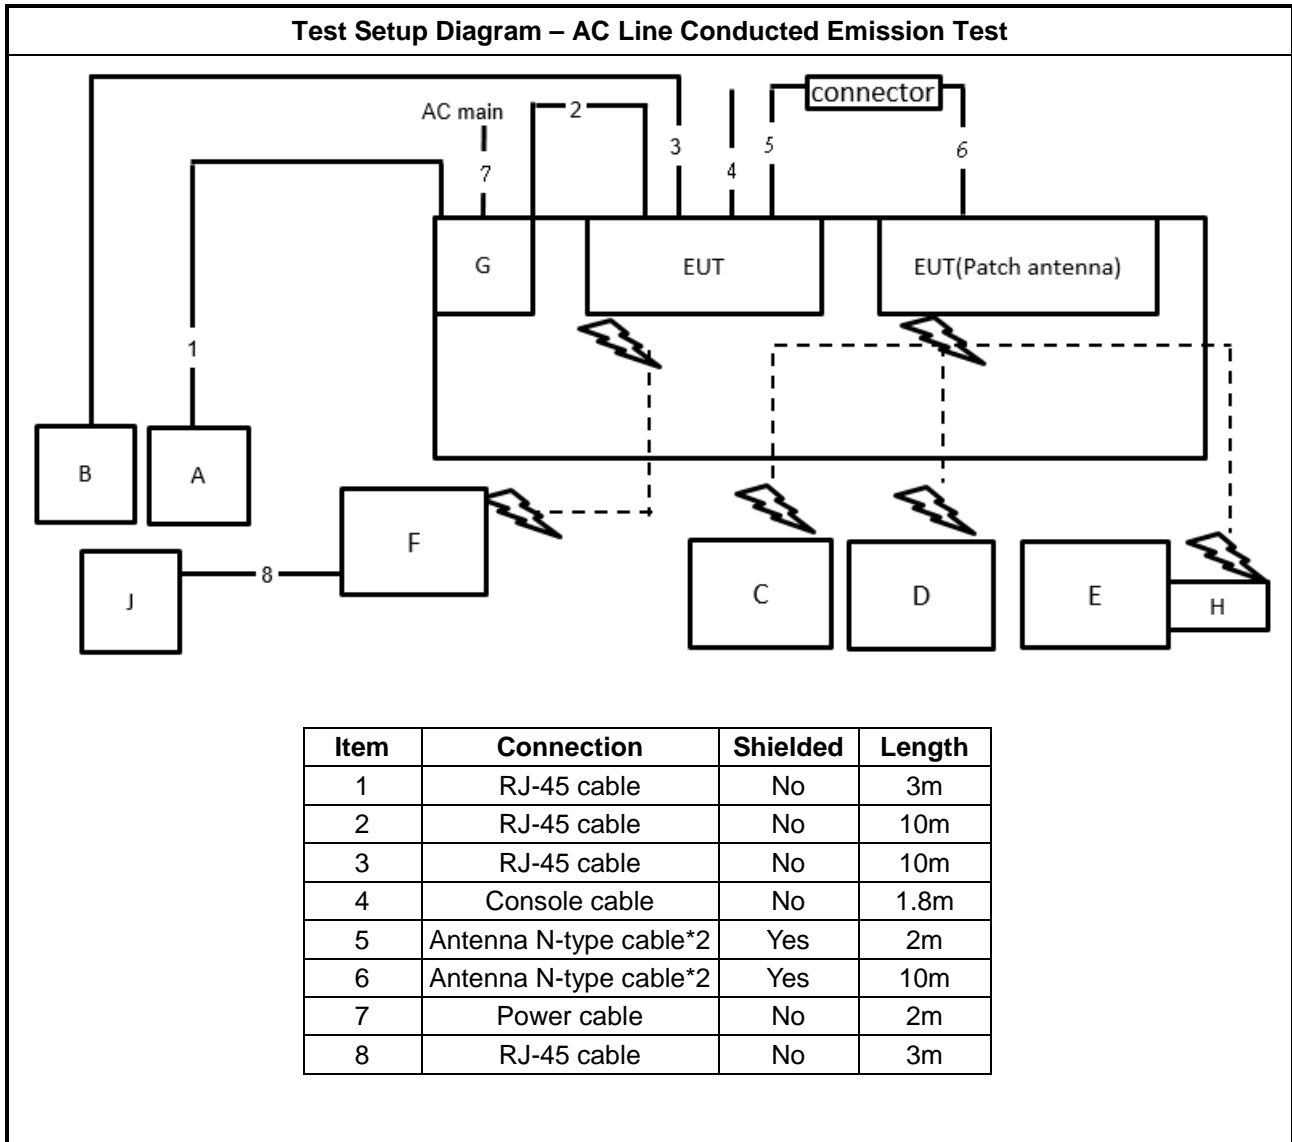 Test Setup Diagram – AC Line Conducted Emission Test
connector
AC main
2
3
4
5
6
7
G
EUT
EUT(Patch antenna)
1
B
A
F
J
8
C
D
E
H
Item Connection Shielded Length
1 RJ-45 cable No 3m
2 RJ-45 cable No 10m
3 RJ-45 cable No 10m
4 Console cable No 1.8m
5 Antenna N-type cable*2 Yes 2m
6 Antenna N-type cable*2 Yes 10m
7 Power cable No 2m
8 RJ-45 cable No 3m